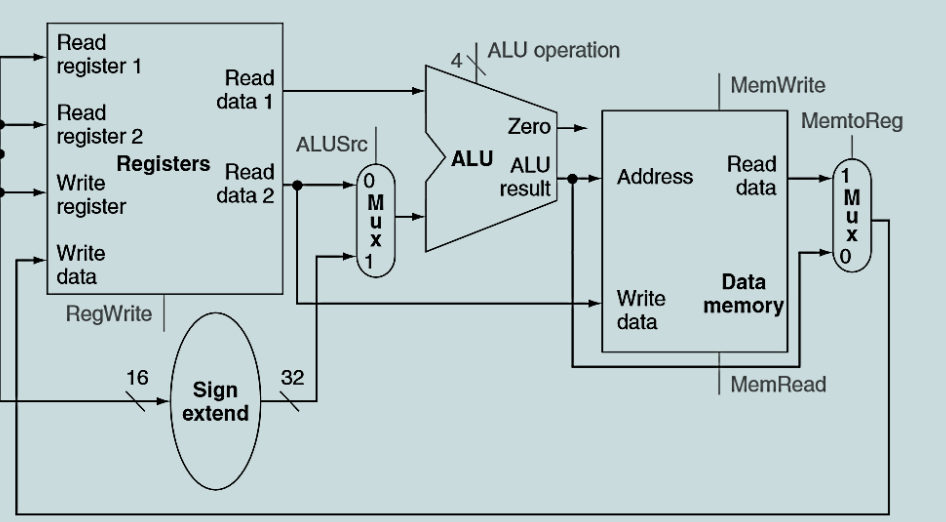 Read
register 1
Read
register 2
Registers
Write
register
Write
data
Read
data 1
Read
data 2
RegWrite
16
Sign
extend
32
ALUSrc
0
M
u
x
1
4
ALU operation
ALU
Zero
ALU
result
MemWrite
Address
Read
data
Write
data
Data
memory
MemRead
MemtoReg
1
M
u
x
0